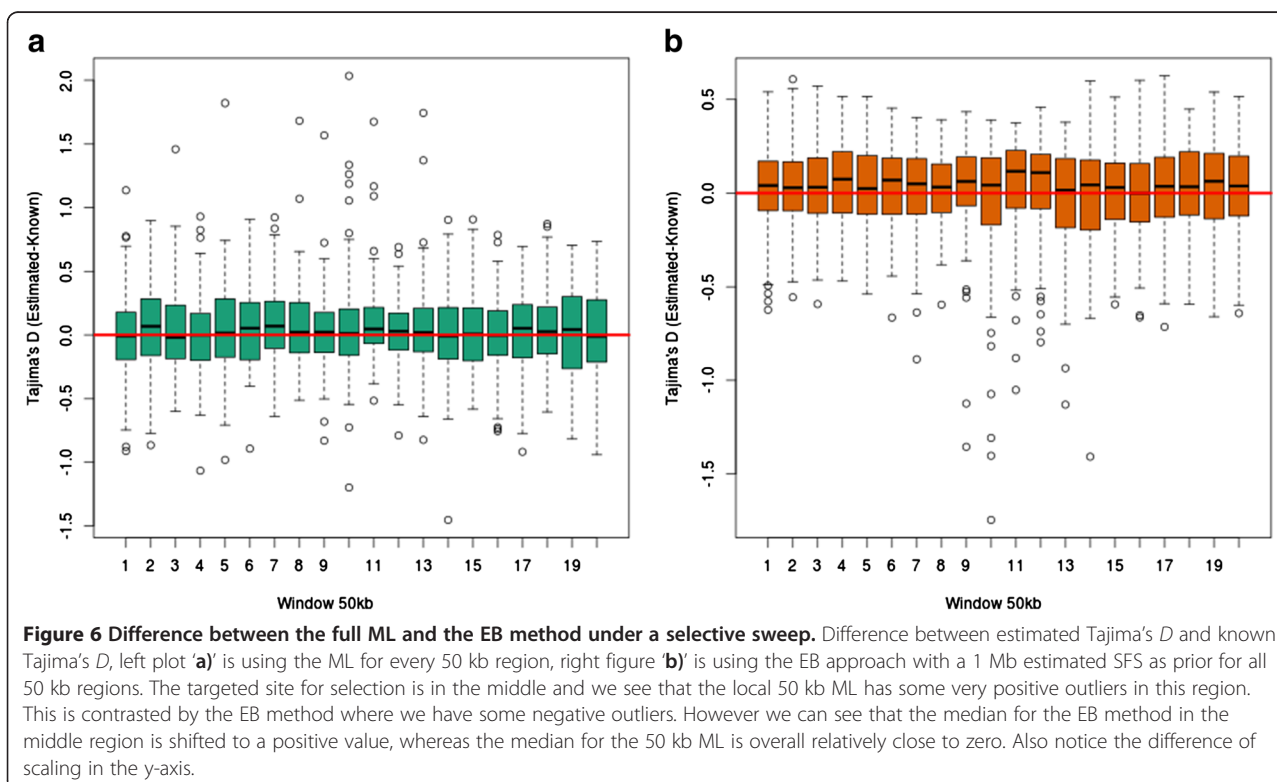 a
Tajima's D (Estimated-Known)
2.0
1.5
1.0
0.5
0.0
-0.5
-1.0
-1.5
1 2 3 4 5 6 7 8 9 11 13 15 17 19
Window 50kb
b
Tajima's D (Estimated-Known)
0.5
0.0
-0.5
-1.0
-1.5
1 2 3 4 5 6 7 8 9 11 13 15 17 19
Window 50kb
Figure 6 Difference between the full ML and the EB method under a selective sweep. Difference between estimated Tajima's D and known
Tajima's D, left plot 'a)' is using the ML for every 50 kb region, right figure 'b)' is using the EB approach with a 1 Mb estimated SFS as prior for all
50 kb regions. The targeted site for selection is in the middle and we see that the local 50 kb ML has some very positive outliers in this region.
This is contrasted by the EB method where we have some negative outliers. However we can see that the median for the EB method in the
middle region is shifted to a positive value, whereas the median for the 50 kb ML is overall relatively close to zero. Also notice the difference of
scaling in the y-axis.